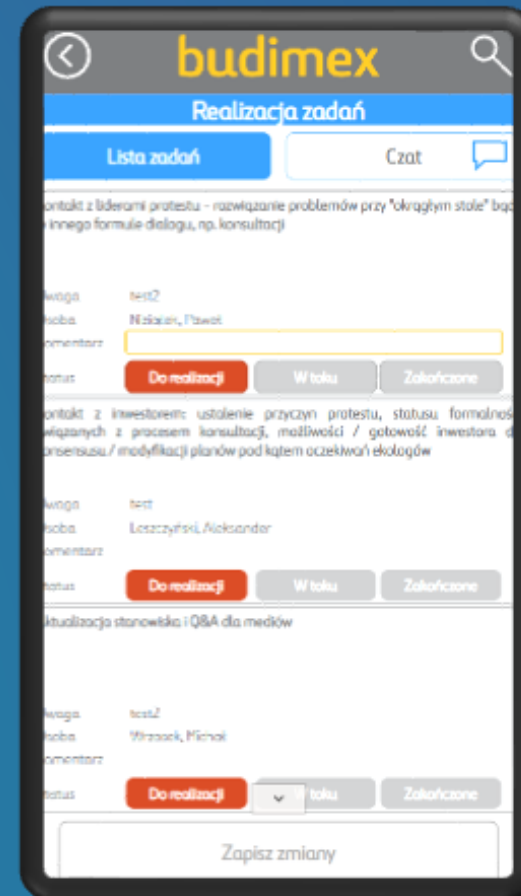 budimex
Realizacja zadań
Lista zadań
Czat
ontakt z liderami protestu - rozwiązanie problemów przy "okrągłym stole" bąd
innego formule dialogu, np. konsultacji
waga test2
soba Paweł
omentarz
tatus Do realizacji W toku Zakończone
ontakt z inwestorem: ustalenie przyczyn protestu, statusu formalnoś
wiązanych z procesem konsultacji, możliwości / gotowość inwestora d
onsensusu / modyfikacji planów pod kątem oczekiwań ekologów
waga test
soba Leszczyński, Aleksander
omentarz
tatus Do realizacji W toku Zakończone
ktualizacja stanowiska i Q&A dla mediów
waga test2
soba Michał
omentarz
tatus Do realizacji toku Zakończone
Zapisz zmiany